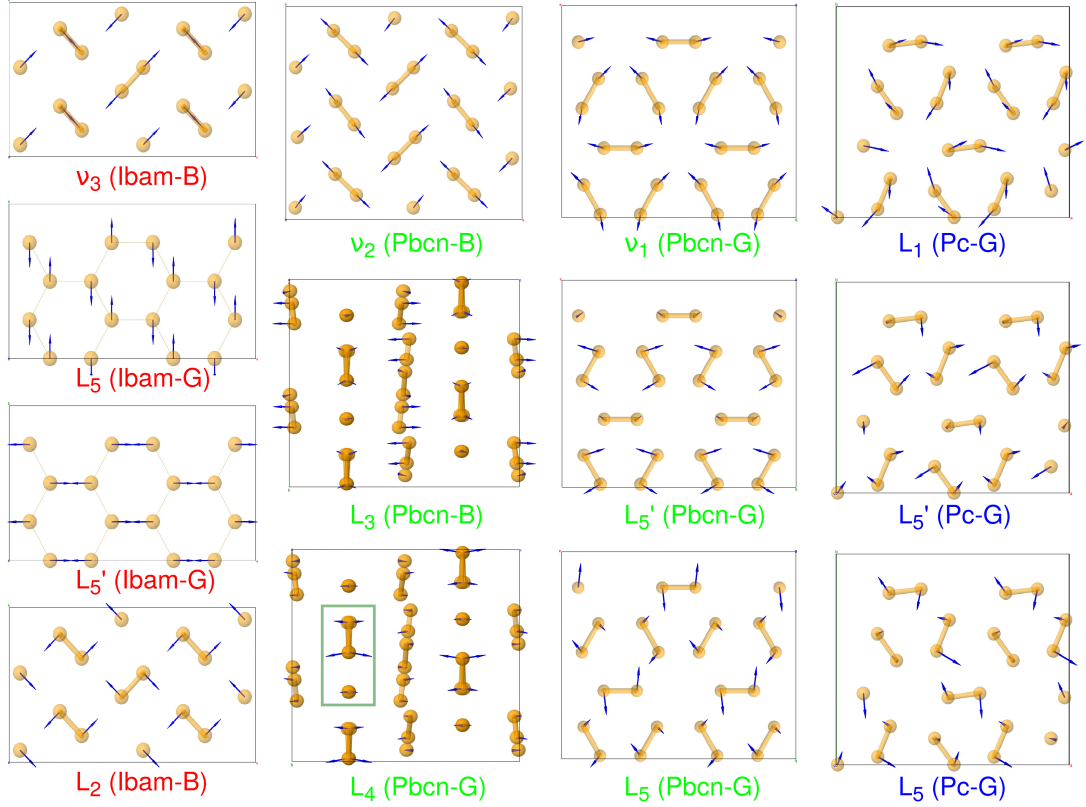 ν₃ (Ibam-B)
ν₂ (Pbcn-B)
ν₁ (Pbcn-G)
L₁ (Pc-G)
L₅ (Ibam-G)
L₃ (Pbcn-B)
L₅' (Pbcn-G)
L₅' (Pc-G)
L₅' (Ibam-G)
L₂ (Ibam-B)
L₄ (Pbcn-G)
L₅ (Pbcn-G)
L₅ (Pc-G)